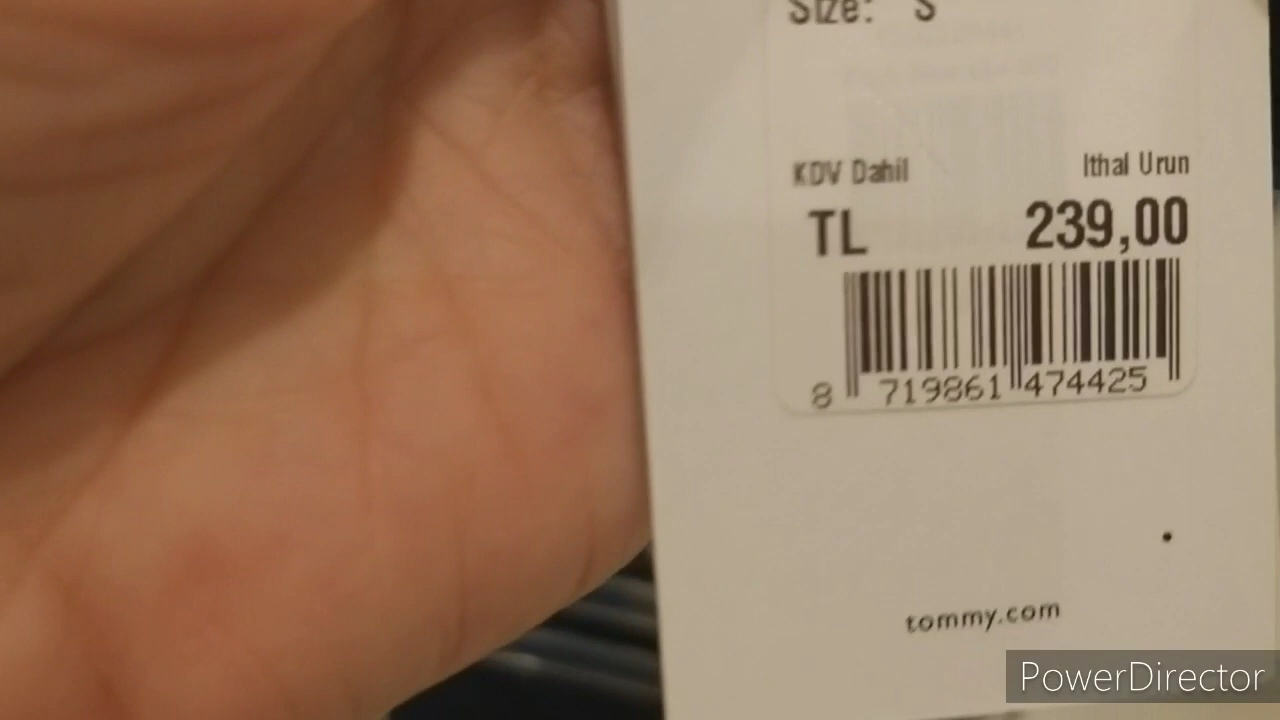 Size: S
KDV Dahil Ithal Urun
TL 239,00
8 719861 474425
tommy.com
PowerDirector